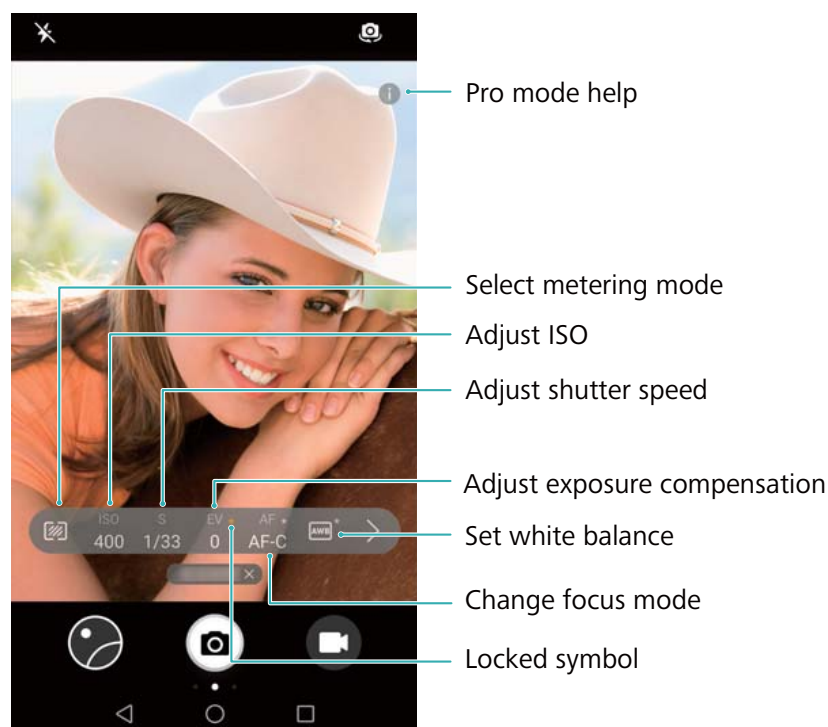 Pro mode help
Select metering mode
Adjust ISO
Adjust shutter speed
Adjust exposure compensation
ISO S EV AF
400 1/33 0 AF-C AWB
Set white balance
Change focus mode
Locked symbol